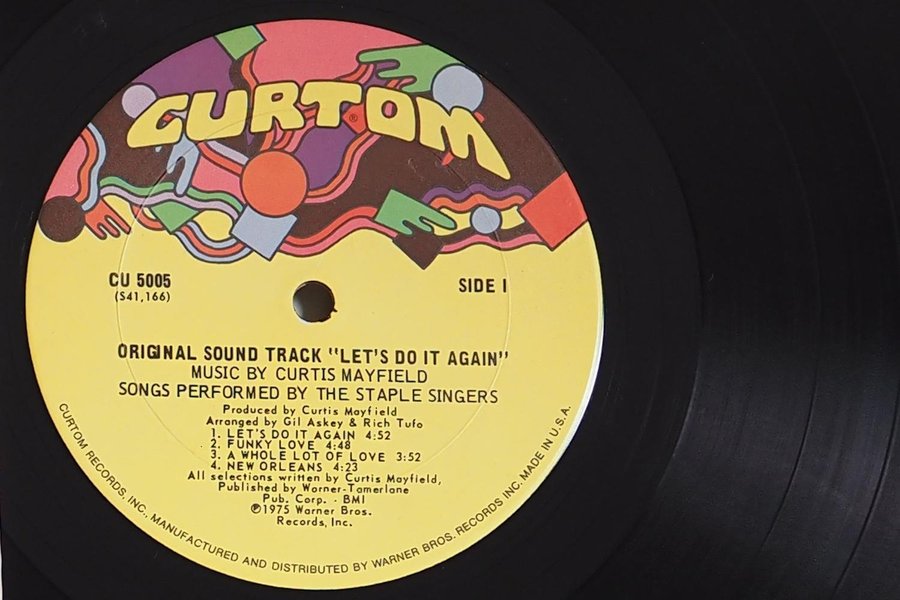 CURTOM®
CU 5005
(S41,166)
SIDE 1
ORIGINAL SOUND TRACK "LET'S DO IT AGAIN"
MUSIC BY CURTIS MAYFIELD
SONGS PERFORMED BY THE STAPLE SINGERS
Produced by Curtis Mayfield
Arranged by Gil Askey & Rich Tufo
1. LET'S DO IT AGAIN 4:52
2. FUNKY LOVE 4:48
3. A WHOLE LOT OF LOVE 3:52
4. NEW ORLEANS 4:23
All selections written by Curtis Mayfield,
Published by Warner-Tamerlane
Pub. Corp. - BMI
℗1975 Warner Bros.
Records, Inc.
CURTOM RECORDS, INC., MANUFACTURED AND DISTRIBUTED BY WARNER BROS. RECORDS INC. MADE IN U.S.A.